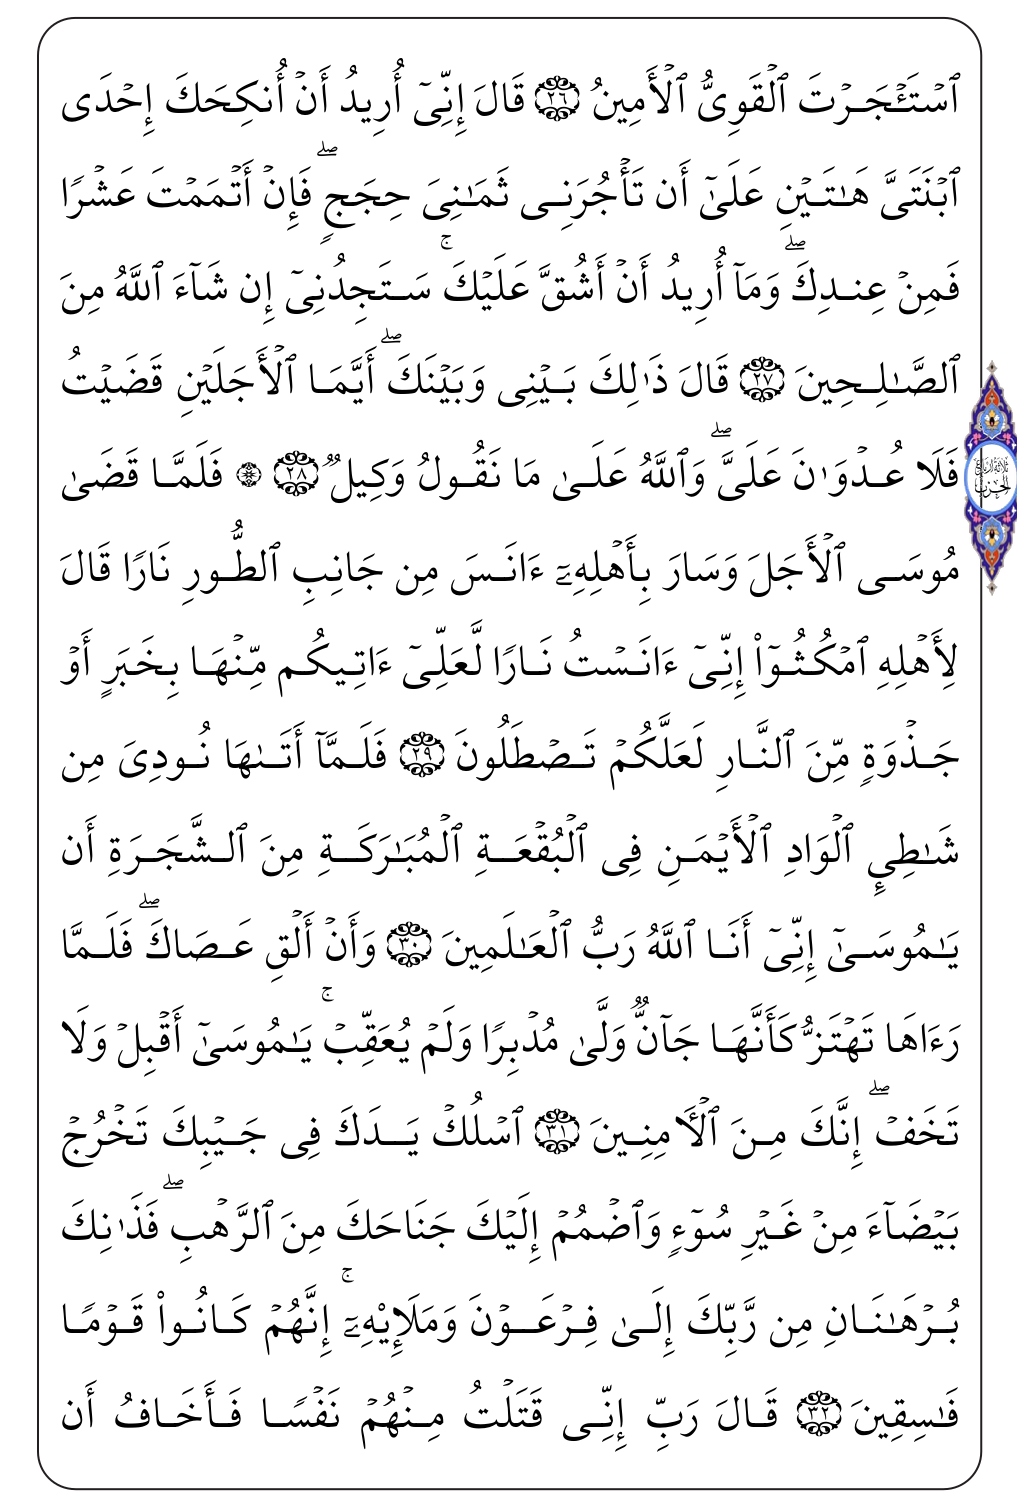 ٱسۡتَـٔۡجَرۡتَ ٱلۡقَوِىُّ ٱلۡأَمِينُ ٢٦ قَالَ إِنِّىٓ أُرِيدُ أَنۡ أُنكِحَكَ إِحۡدَى
ٱبۡنَتَىَّ هَـٰتَيۡنِ عَلَىٰٓ أَن تَأۡجُرَنِى ثَمَـٰنِىَ حِجَجٍۖ فَإِنۡ أَتۡمَمۡتَ عَشۡرًا
فَمِنۡ عِندِكَۖ وَمَآ أُرِيدُ أَنۡ أَشُقَّ عَلَيۡكَۚ سَتَجِدُنِىٓ إِن شَآءَ ٱللَّهُ مِنَ
ٱلصَّـٰلِحِينَ ٢٧ قَالَ ذَٰلِكَ بَيۡنِى وَبَيۡنَكَۖ أَيَّمَا ٱلۡأَجَلَيۡنِ قَضَيۡتُ
فَلَا عُدۡوَٰنَ عَلَىَّۖ وَٱللَّهُ عَلَىٰ مَا نَقُولُ وَكِيلٌ ٢٨ ۞ فَلَمَّا قَضَىٰ
ثلاثة أرباع
الحزب
مُوسَى ٱلۡأَجَلَ وَسَارَ بِأَهۡلِهِۦٓ ءَانَسَ مِن جَانِبِ ٱلطُّورِ نَارًا قَالَ
لِأَهۡلِهِ ٱمۡكُثُوٓاْ إِنِّىٓ ءَانَسۡتُ نَارًا لَّعَلِّىٓ ءَاتِيكُم مِّنۡهَا بِخَبَرٍ أَوۡ
جَذۡوَةٍ مِّنَ ٱلنَّارِ لَعَلَّكُمۡ تَصۡطَلُونَ ٢٩ فَلَمَّآ أَتَىٰهَا نُودِىَ مِن
شَـٰطِىِٕ ٱلۡوَادِ ٱلۡأَيۡمَنِ فِى ٱلۡبُقۡعَةِ ٱلۡمُبَـٰرَكَةِ مِنَ ٱلشَّجَرَةِ أَن
يَـٰمُوسَىٰٓ إِنِّىٓ أَنَا ٱللَّهُ رَبُّ ٱلۡعَـٰلَمِينَ ٣٠ وَأَنۡ أَلۡقِ عَصَاكَۖ فَلَمَّا
رَءَاهَا تَهۡتَزُّ كَأَنَّهَا جَآنٌّ وَلَّىٰ مُدۡبِرًا وَلَمۡ يُعَقِّبۡۚ يَـٰمُوسَىٰٓ أَقۡبِلۡ وَلَا
تَخَفۡۖ إِنَّكَ مِنَ ٱلۡأٓمِنِينَ ٣١ ٱسۡلُكۡ يَدَكَ فِى جَيۡبِكَ تَخۡرُجۡ
بَيۡضَآءَ مِنۡ غَيۡرِ سُوٓءٍ وَٱضۡمُمۡ إِلَيۡكَ جَنَاحَكَ مِنَ ٱلرَّهۡبِۖ فَذَٰنِكَ
بُرۡهَـٰنَانِ مِن رَّبِّكَ إِلَىٰ فِرۡعَوۡنَ وَمَلَإِيْهِۦٓۚ إِنَّهُمۡ كَانُواْ قَوۡمًا
فَـٰسِقِينَ ٣٢ قَالَ رَبِّ إِنِّى قَتَلۡتُ مِنۡهُمۡ نَفۡسًا فَأَخَافُ أَن